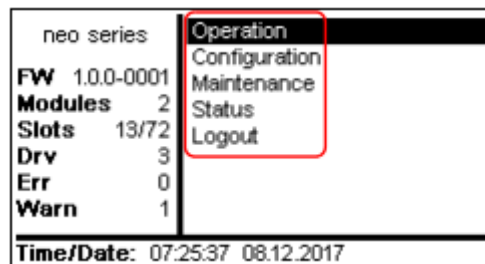 neo series
FW 1.0.0-0001
Modules 2
Slots 13/72
Drv 3
Err 0
Warn 1
Operation
Configuration
Maintenance
Status
Logout
Time/Date: 07:25:37 08.12.2017